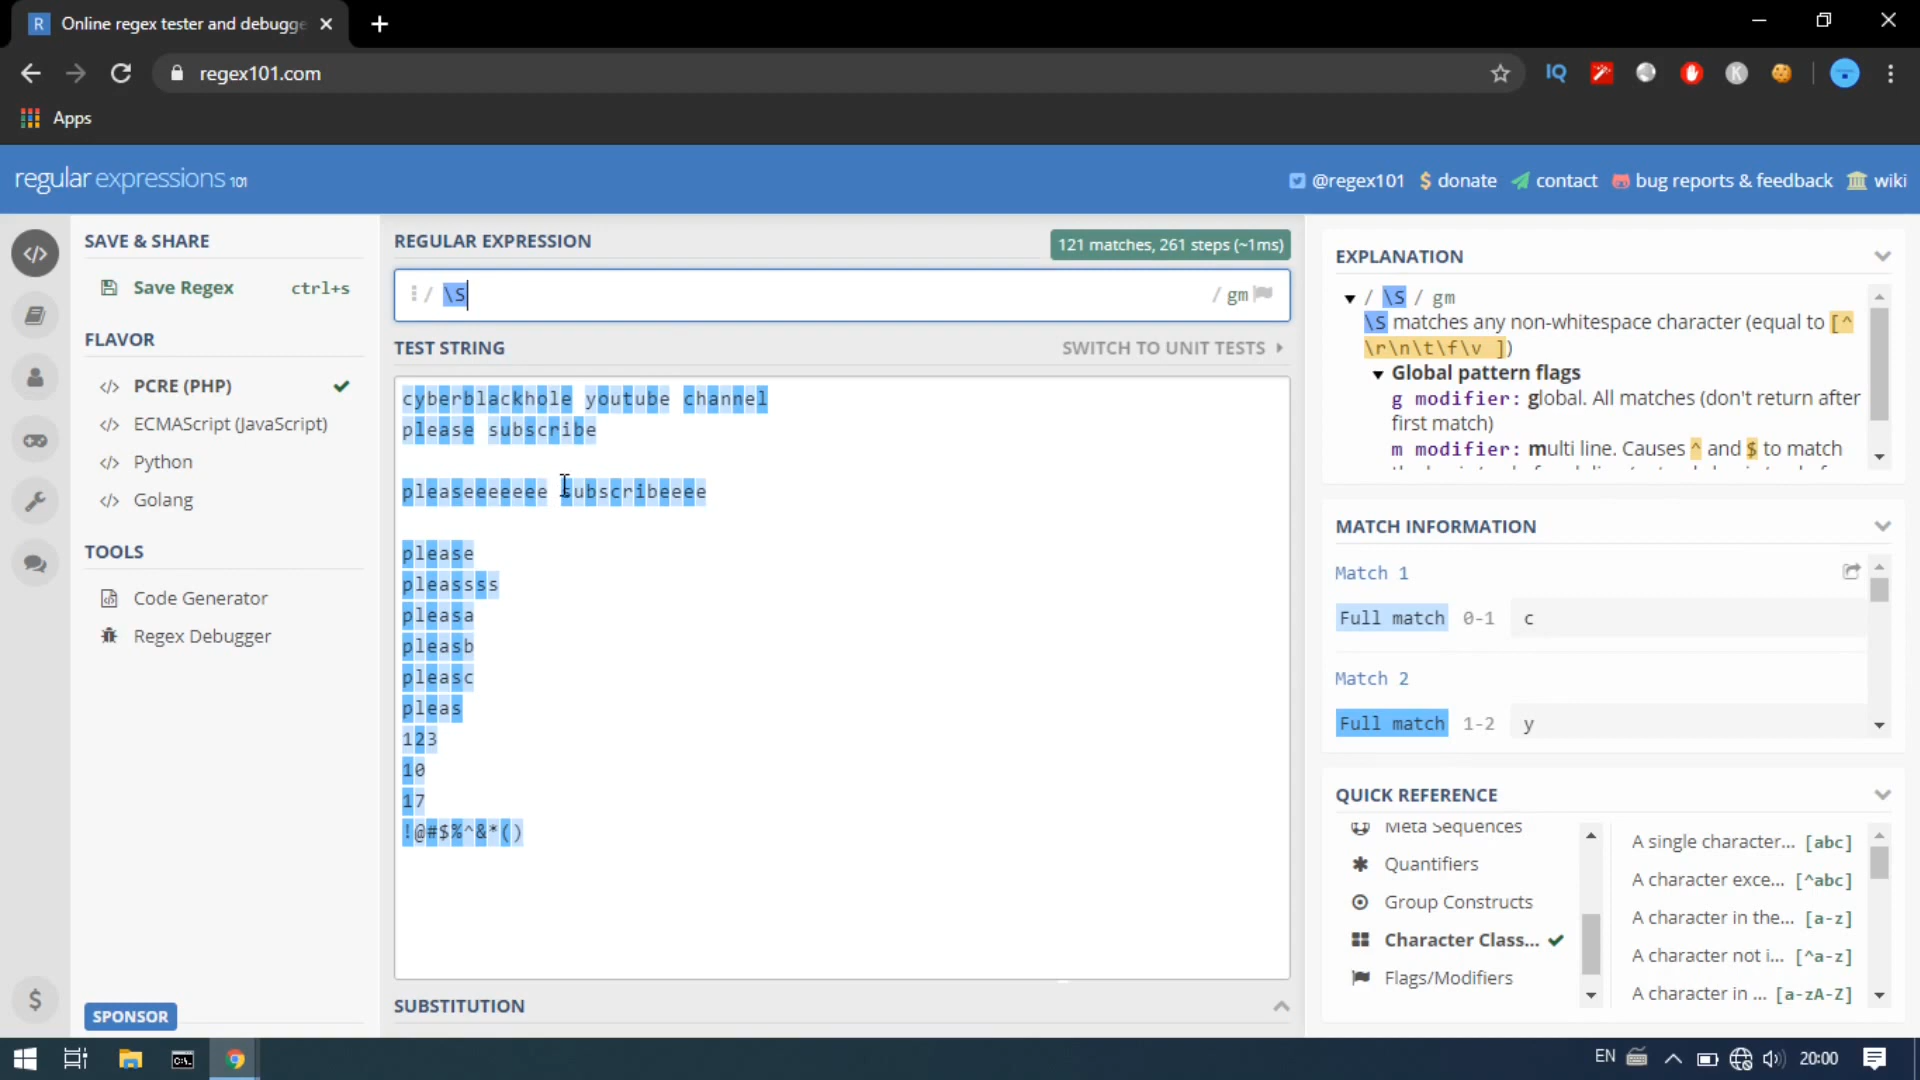 R Online regex tester and debugge
regex101.com
IQ
K
Apps
regular expressions 101
@regex101 $ donate contact bug reports & feedback wiki
SAVE & SHARE
Save Regex ctrl+s
FLAVOR
PCRE (PHP)
ECMAScript (JavaScript)
Python
Golang
TOOLS
Code Generator
Regex Debugger
SPONSOR
REGULAR EXPRESSION
121 matches, 261 steps (~1ms)
/ \S / gm
TEST STRING
SWITCH TO UNIT TESTS
cyberblackhole youtube channel
please subscribe
pleaseeeeeee subscribeeee
please
pleassss
pleasa
pleasb
pleasc
pleas
123
10
17
!@#$%^&*()
SUBSTITUTION
EXPLANATION
/ \S / gm
\S matches any non-whitespace character (equal to [^
\r\n\t\f\v ])
Global pattern flags
g modifier: global. All matches (don't return after
first match)
m modifier: multi line. Causes ^ and $ to match
MATCH INFORMATION
Match 1
Full match 0-1 c
Match 2
Full match 1-2 y
QUICK REFERENCE
Meta Sequences
Quantifiers
Group Constructs
Character Class...
Flags/Modifiers
A single character... [abc]
A character exce... [^abc]
A character in the... [a-z]
A character not i... [^a-z]
A character in ... [a-zA-Z]
EN
20:00